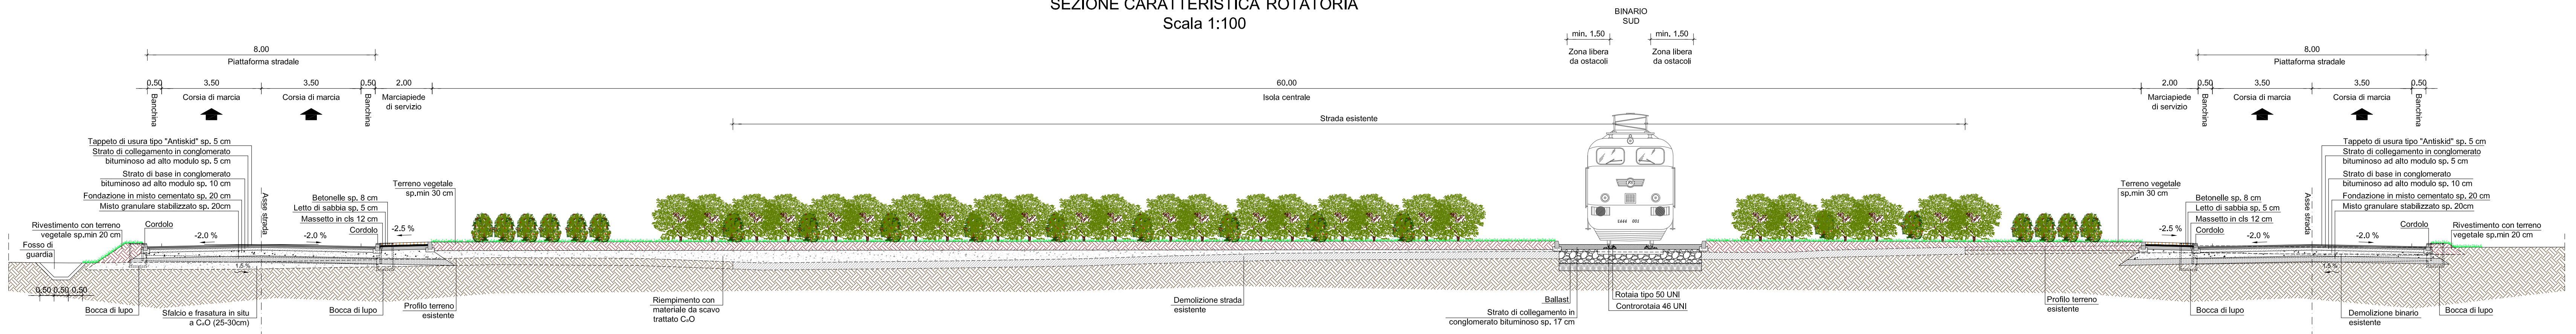 SEZIONE CARATTERISTICA ROTATORIA
Scala 1:100
BINARIO
SUD
min. 1,50
min. 1,50
Zona libera
da ostacoli
Zona libera
da ostacoli
8.00
Piattaforma stradale
8.00
Piattaforma stradale
0,50
3,50
3,50
0,50
2,00
60,00
2,00
0,50
3,50
3,50
0,50
Banchina
Corsia di marcia
Corsia di marcia
Banchina
Marciapiede
di servizio
Isola centrale
Marciapiede
di servizio
Banchina
Corsia di marcia
Corsia di marcia
Banchina
Strada esistente
Tappeto di usura tipo "Antiskid" sp. 5 cm
Strato di collegamento in conglomerato
bituminoso ad alto modulo sp. 5 cm
Strato di base in conglomerato
bituminoso ad alto modulo sp. 10 cm
Fondazione in misto cementato sp, 20 cm
Misto granulare stabilizzato sp. 20cm
Asse strada
Betonelle sp. 8 cm
Letto di sabbia sp. 5 cm
Massetto in cls 12 cm
Cordolo
Terreno vegetale
sp.min 30 cm
-2.5 %
Rivestimento con terreno
vegetale sp.min 20 cm
Cordolo
Fosso di
guardia
-2.0 %
-2.0 %
1,5 %
0,50
0,50
0,50
Bocca di lupo
Sfalcio e frasatura in situ
a CₐO (25-30cm)
Bocca di lupo
Profilo terreno
esistente
Riempimento con
materiale da scavo
trattato CₐO
Demolizione strada
esistente
E444 001
Ballast
Strato di collegamento in
conglomerato bituminoso sp. 17 cm
Rotaia tipo 50 UNI
Controrotaia 46 UNI
Tappeto di usura tipo "Antiskid" sp. 5 cm
Strato di collegamento in conglomerato
bituminoso ad alto modulo sp. 5 cm
Strato di base in conglomerato
bituminoso ad alto modulo sp. 10 cm
Fondazione in misto cementato sp, 20 cm
Misto granulare stabilizzato sp, 20cm
Asse strada
Terreno vegetale
sp.min 30 cm
Betonelle sp. 8 cm
Letto di sabbia sp, 5 cm
Massetto in cls 12 cm
Cordolo
-2.5 %
-2.0 %
-2.0 %
Cordolo
Rivestimento con terreno
vegetale sp.min 20 cm
1,5 %
Profilo terreno
esistente
Bocca di lupo
Demolizione binario
esistente
Bocca di lupo